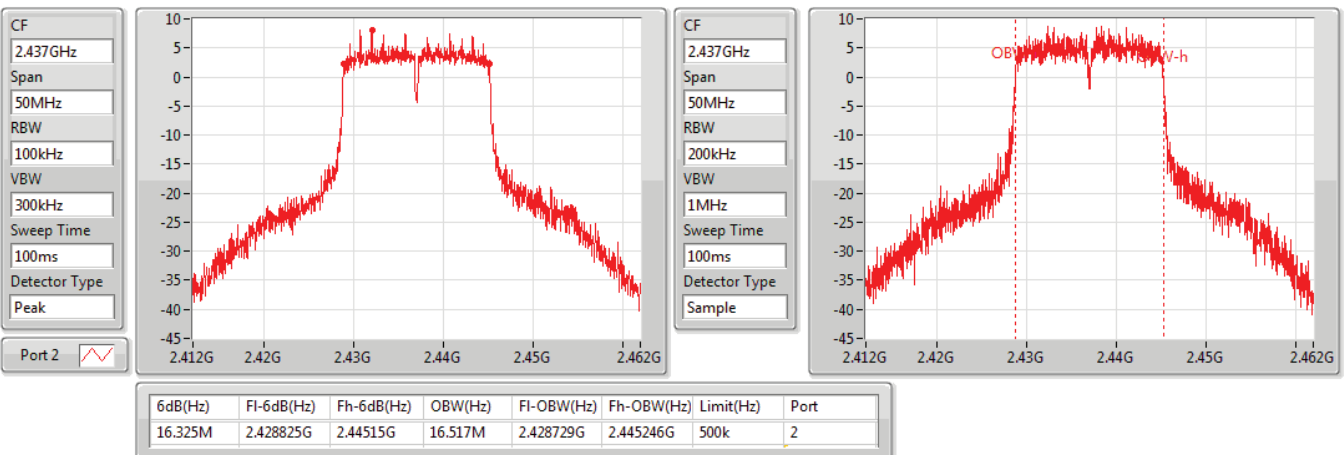 CF
2.437GHz
Span
50MHz
RBW
100kHz
VBW
300kHz
Sweep Time
100ms
Detector Type
Peak
Port 2
10
5
0
-5
-10
-15
-20
-25
-30
-35
-40
-45
2.412G 2.42G 2.43G 2.44G 2.45G 2.462G
CF
2.437GHz
Span
50MHz
RBW
200kHz
VBW
1MHz
Sweep Time
100ms
Detector Type
Sample
10
5
0
-5
-10
-15
-20
-25
-30
-35
-40
-45
2.412G 2.42G 2.43G 2.44G 2.45G 2.462G
6dB(Hz) Fl-6dB(Hz) Fh-6dB(Hz) OBW(Hz) Fl-OBW(Hz) Fh-OBW(Hz) Limit(Hz) Port
16.325M 2.428825G 2.44515G 16.517M 2.428729G 2.445246G 500k 2